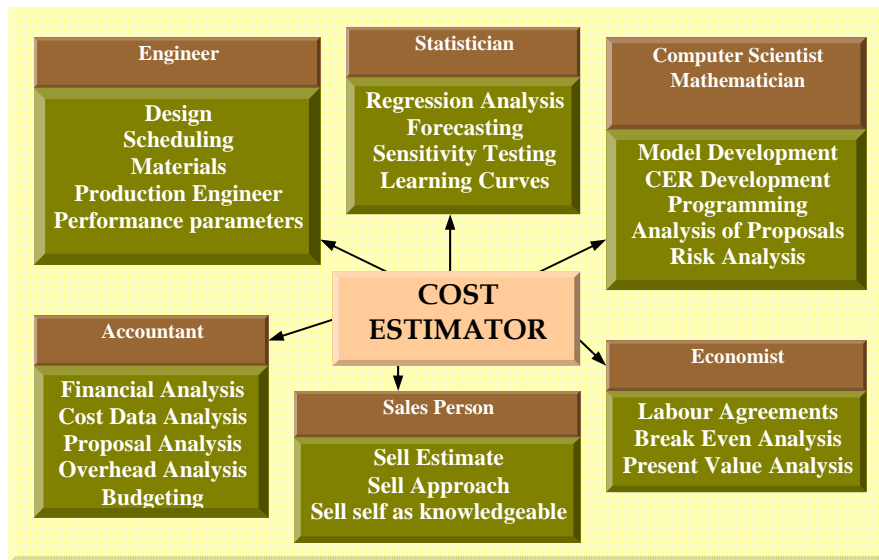 Engineer
Design
Scheduling
Materials
Production Engineer
Performance parameters
Statistician
Regression Analysis
Forecasting
Sensitivity Testing
Learning Curves
Computer Scientist
Mathematician
Model Development
CER Development
Programming
Analysis of Proposals
Risk Analysis
COST
ESTIMATOR
Accountant
Financial Analysis
Cost Data Analysis
Proposal Analysis
Overhead Analysis
Budgeting
Sales Person
Sell Estimate
Sell Approach
Sell self as knowledgeable
Economist
Labour Agreements
Break Even Analysis
Present Value Analysis